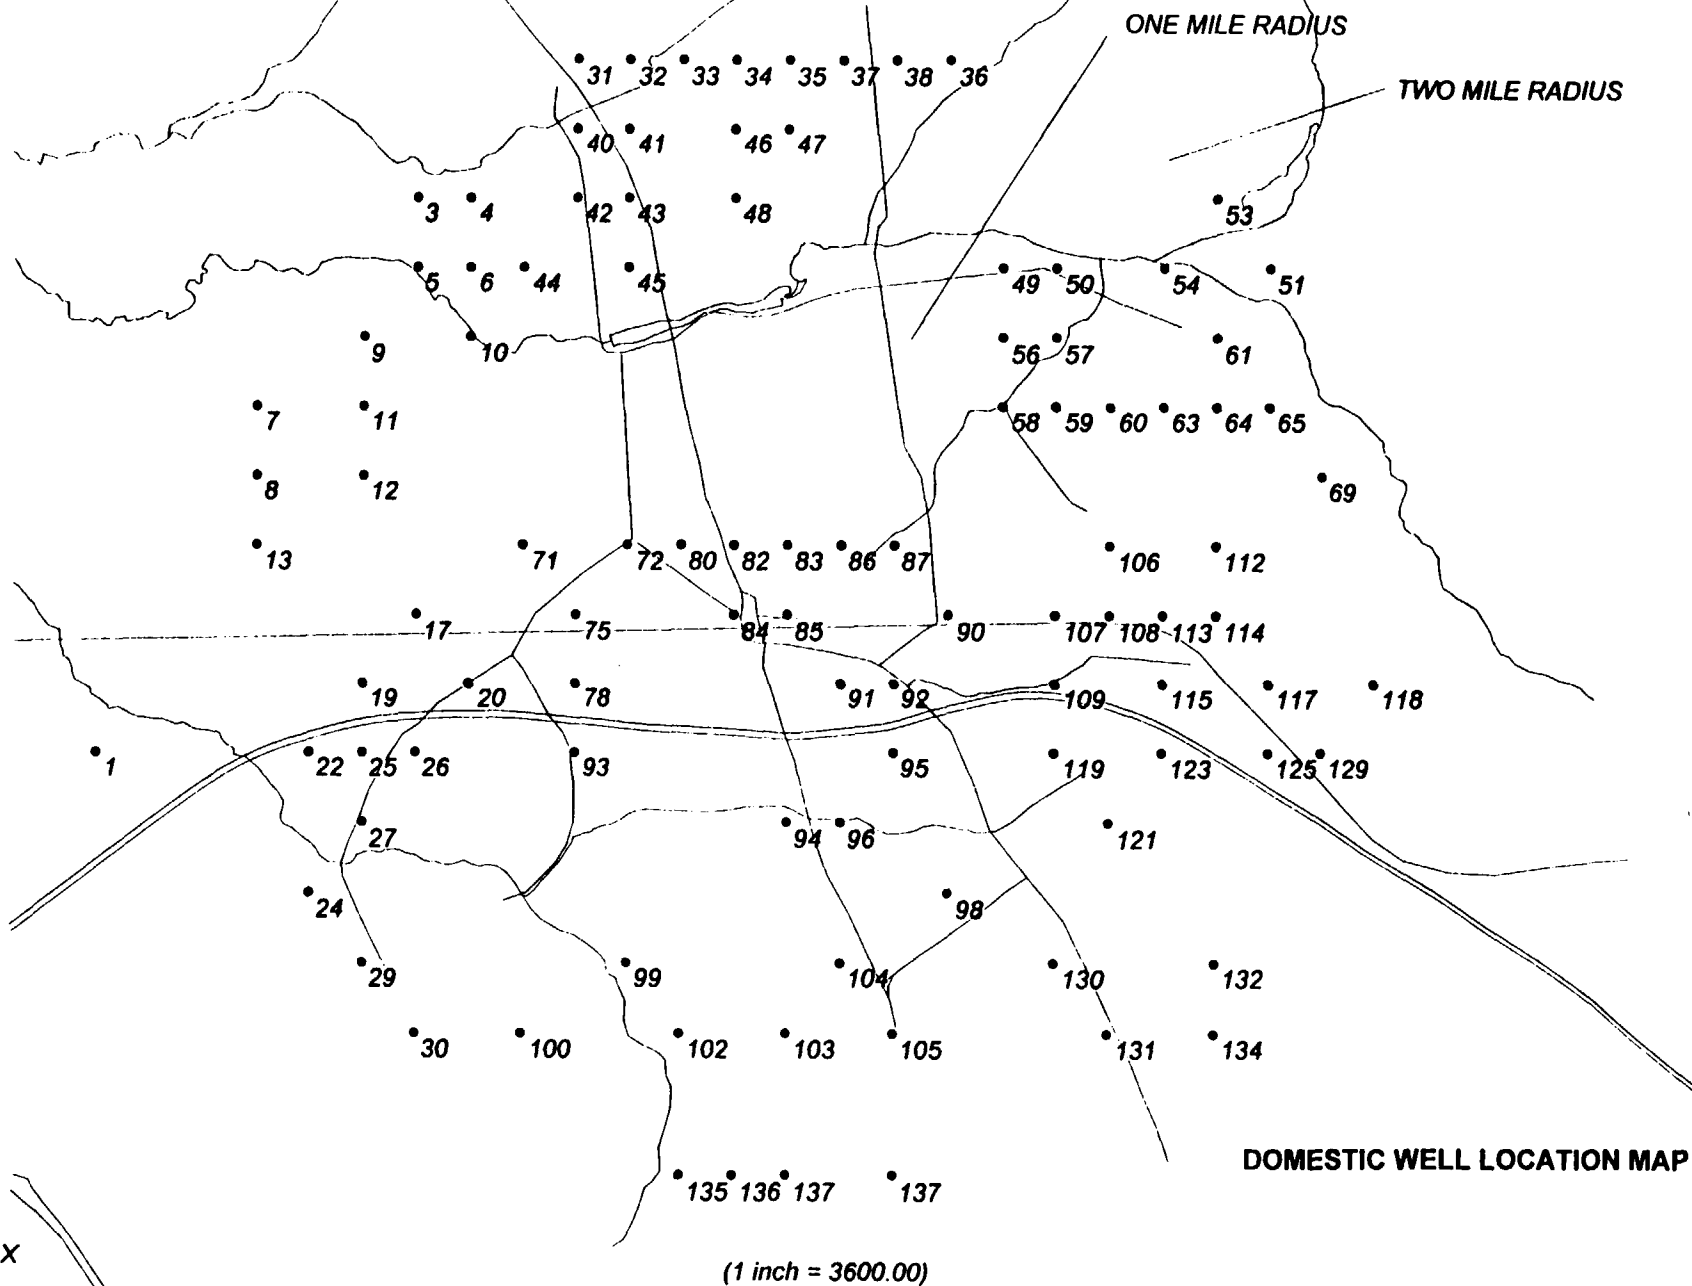 ONE MILE RADIUS
31 32 33 34 35 37 38 36
TWO MILE RADIUS
40 41 46 47
3 4 42 43 48 53
5 6 44 45 49 50 54 51
9 10 56 57 61
7 11 58 59 60 63 64 65
8 12 69
13 71 72 80 82 83 86 87 106 112
17 75 84 85 90 107 108 113 114
19 20 78 91 92 109 115 117 118
1 22 25 26 93 95 119 123 125 129
27 94 96 121
24 98
29 99 104 130 132
30 100 102 103 105 131 134
DOMESTIC WELL LOCATION MAP
135 136 137 137
X
(1 inch = 3600.00)